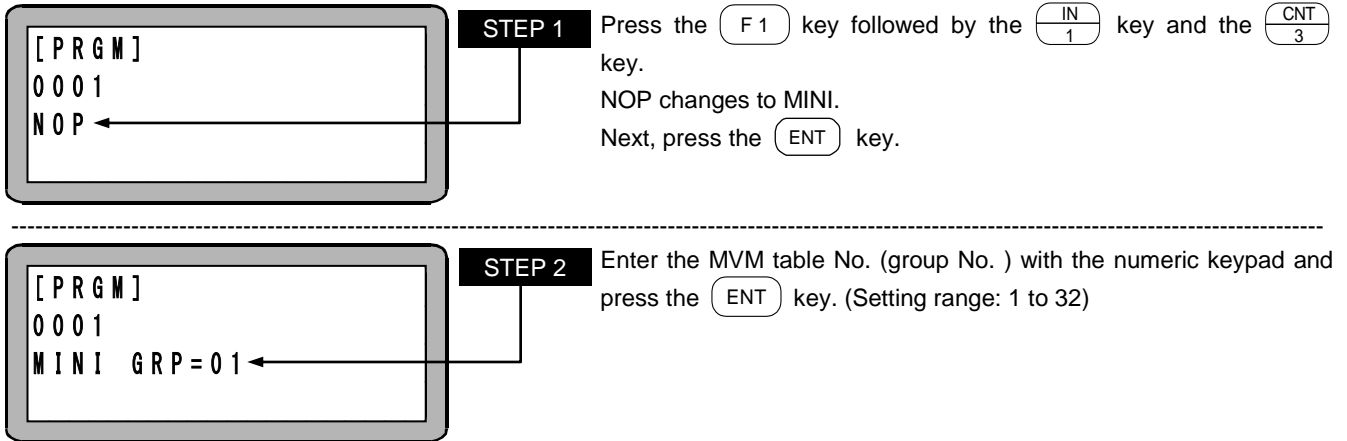 [PRGM]
0001
NOP
STEP 1
Press the F1 key followed by the IN 1 key and the CNT 3
key.
NOP changes to MINI.
Next, press the ENT key.
[PRGM]
0001
MINI GRP=01
STEP 2
Enter the MVM table No. (group No. ) with the numeric keypad and
press the ENT key. (Setting range: 1 to 32)